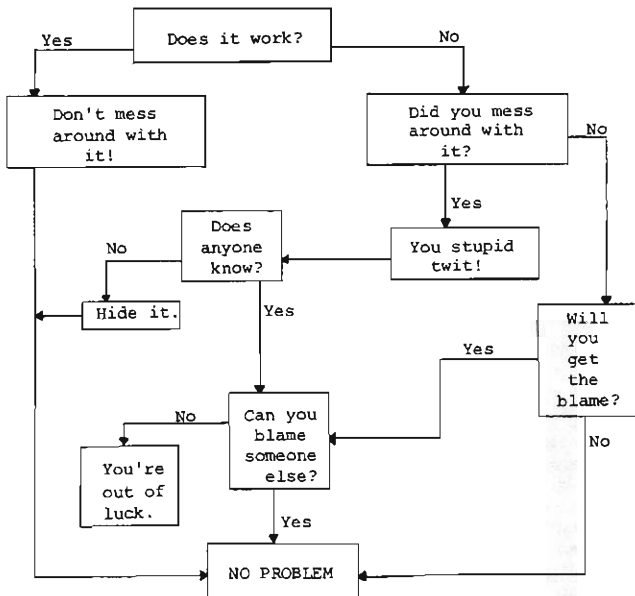 Does it work?
Yes
No
Don't mess
around with
it!
Did you mess
around with
it?
No
Yes
Does
anyone
know?
You stupid
twit!
No
Hide it.
Yes
Will
you
get
the
blame?
Yes
No
Can you
blame
someone
else?
No
You're
out of
luck.
Yes
NO PROBLEM